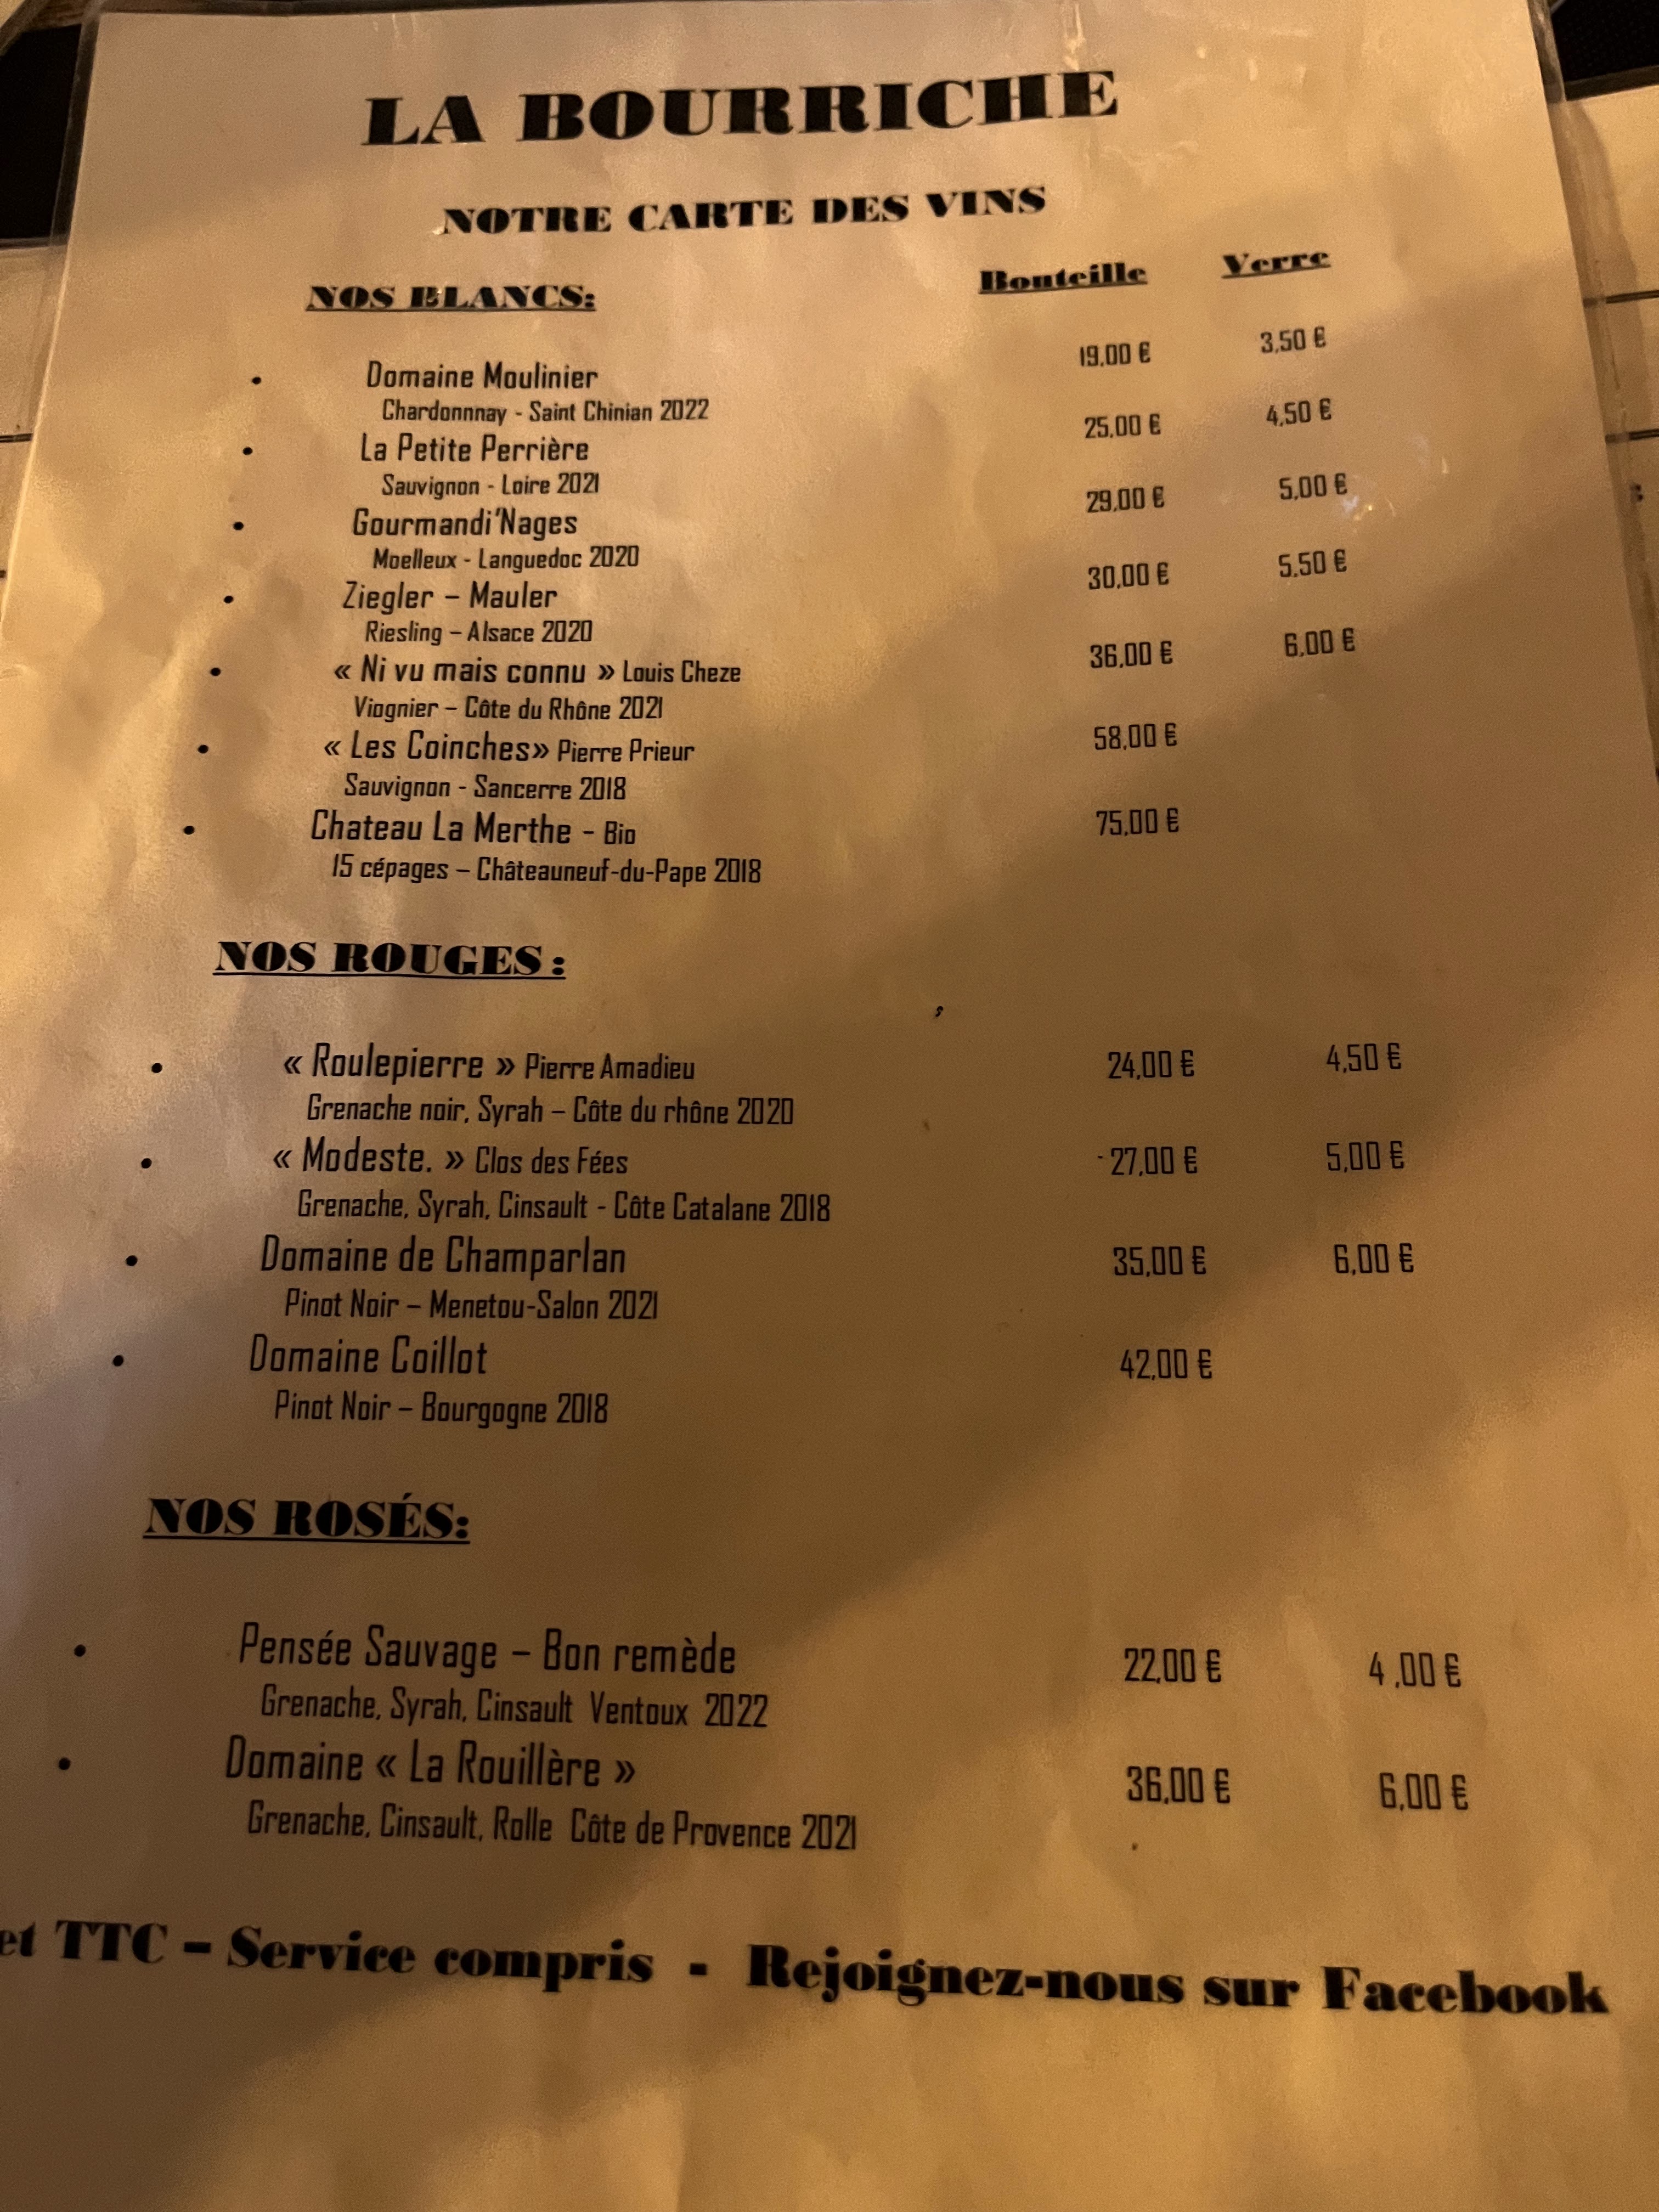 LA BOURRICHE
NOTRE CARTE DES VINS
NOS BLANCS: Bouteille Verre
Domaine Moulinier 19,00 € 3,50 €
Chardonnnay - Saint Chinian 2022
La Petite Perrière 25,00 € 4,50 €
Sauvignon - Loire 2021
Gourmandi'Nages 29,00 € 5,00 €
Moelleux - Languedoc 2020
Ziegler – Mauler 30,00 € 5.50 €
Riesling – Alsace 2020
« Ni vu mais connu » Louis Cheze 36,00 € 6,00 €
Viognier – Côte du Rhône 2021
« Les Coinches» Pierre Prieur 58,00 €
Sauvignon - Sancerre 2018
Chateau La Merthe - Bio 75,00 €
15 cépages – Châteauneuf-du-Pape 2018
NOS ROUGES :
« Roulepierre » Pierre Amadieu 24,00 € 4,50 €
Grenache noir, Syrah – Côte du rhône 2020
« Modeste. » Clos des Fées 27,00 € 5,00 €
Grenache, Syrah, Cinsault - Côte Catalane 2018
Domaine de Champarlan 35,00 € 6,00 €
Pinot Noir – Menetou-Salon 2021
Domaine Coillot 42,00 €
Pinot Noir – Bourgogne 2018
NOS ROSÉS:
Pensée Sauvage – Bon remède 22,00 € 4 ,00 €
Grenache, Syrah, Cinsault Ventoux 2022
Domaine « La Rouillère » 36,00 € 6,00 €
Grenache, Cinsault, Rolle Côte de Provence 2021
et TTC – Service compris - Rejoignez-nous sur Facebook